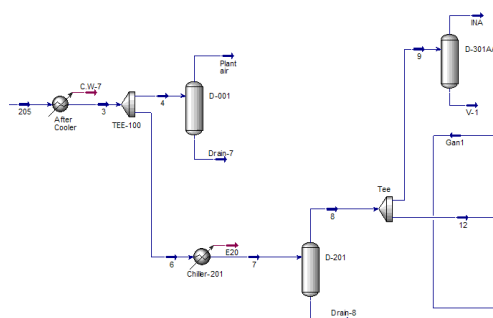 INA
Plant
air
C.W-7
9
D-301A
4
D-001
205
3
After
Cooler
TEE-100
V-1
Drain-7
Gan1
Tee
8
12
E20
6
7
D-201
Chiller-201
Drain-8